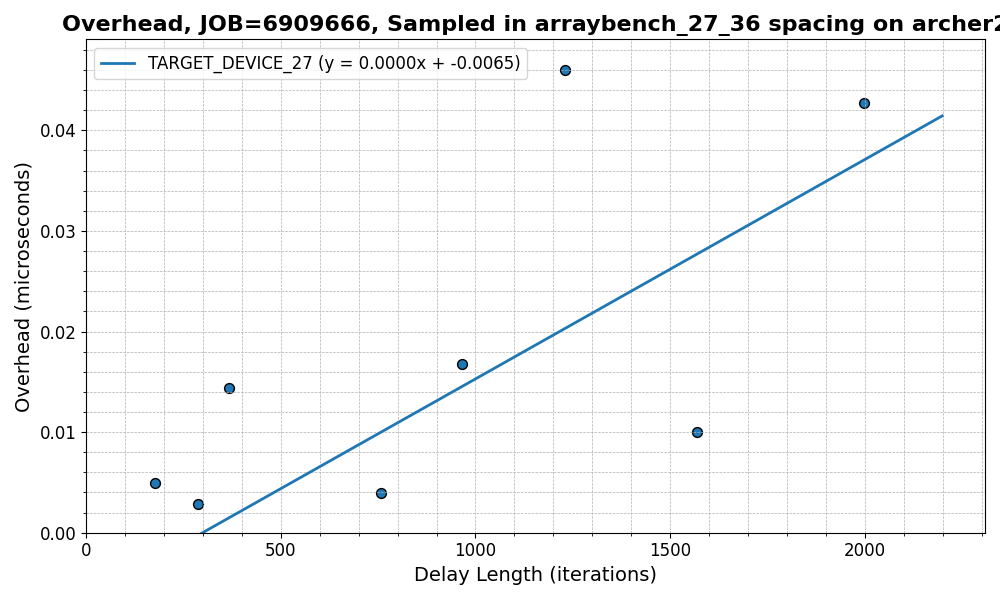 Overhead, JOB=6909666, Sampled in arraybench_27_36 spacing on archer2
TARGET_DEVICE_27 (y = 0.0000x + -0.0065)
Overhead (microseconds)
0.04
0.03
0.02
0.01
0.00
0 500 1000 1500 2000
Delay Length (iterations)